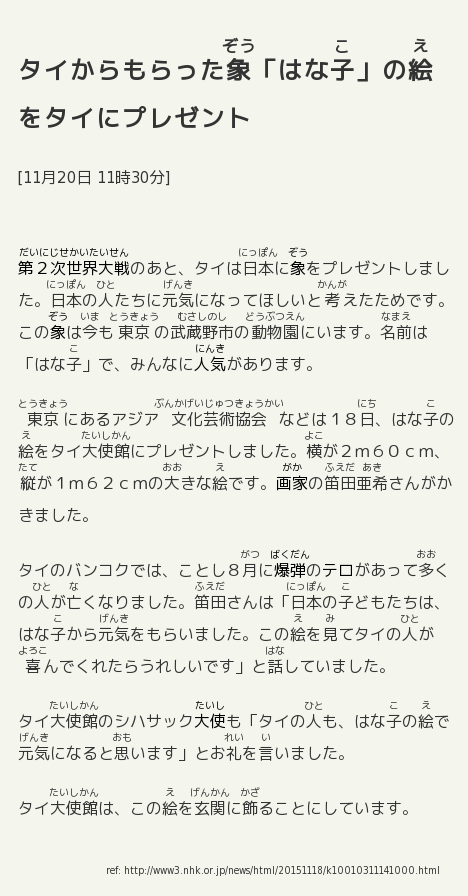 タイからもらった象「はな子」の絵
をタイにプレゼント
[11月20日 11時30分]
第２次世界大戦のあと、タイは日本に象をプレゼントしまし
た。日本の人たちに元気になってほしいと考えたためです。
この象は今も東京の武蔵野市の動物園にいます。名前は
「はな子」で、みんなに人気があります。
東京にあるアジア文化芸術協会などは１８日、はな子の
絵をタイ大使館にプレゼントしました。横が２ｍ６０ｃｍ、
縦が１ｍ６２ｃｍの大きな絵です。画家の笛田亜希さんがか
きました。
タイのバンコクでは、ことし８月に爆弾のテロがあって多く
の人が亡くなりました。笛田さんは「日本の子どもたちは、
はな子から元気をもらいました。この絵を見てタイの人が
喜んでくれたらうれしいです」と話していました。
タイ大使館のシハサック大使も「タイの人も、はな子の絵で
元気になると思います」とお礼を言いました。
タイ大使館は、この絵を玄関に飾ることにしています。
ref: http://www3.nhk.or.jp/news/html/20151118/k10010311141000.html